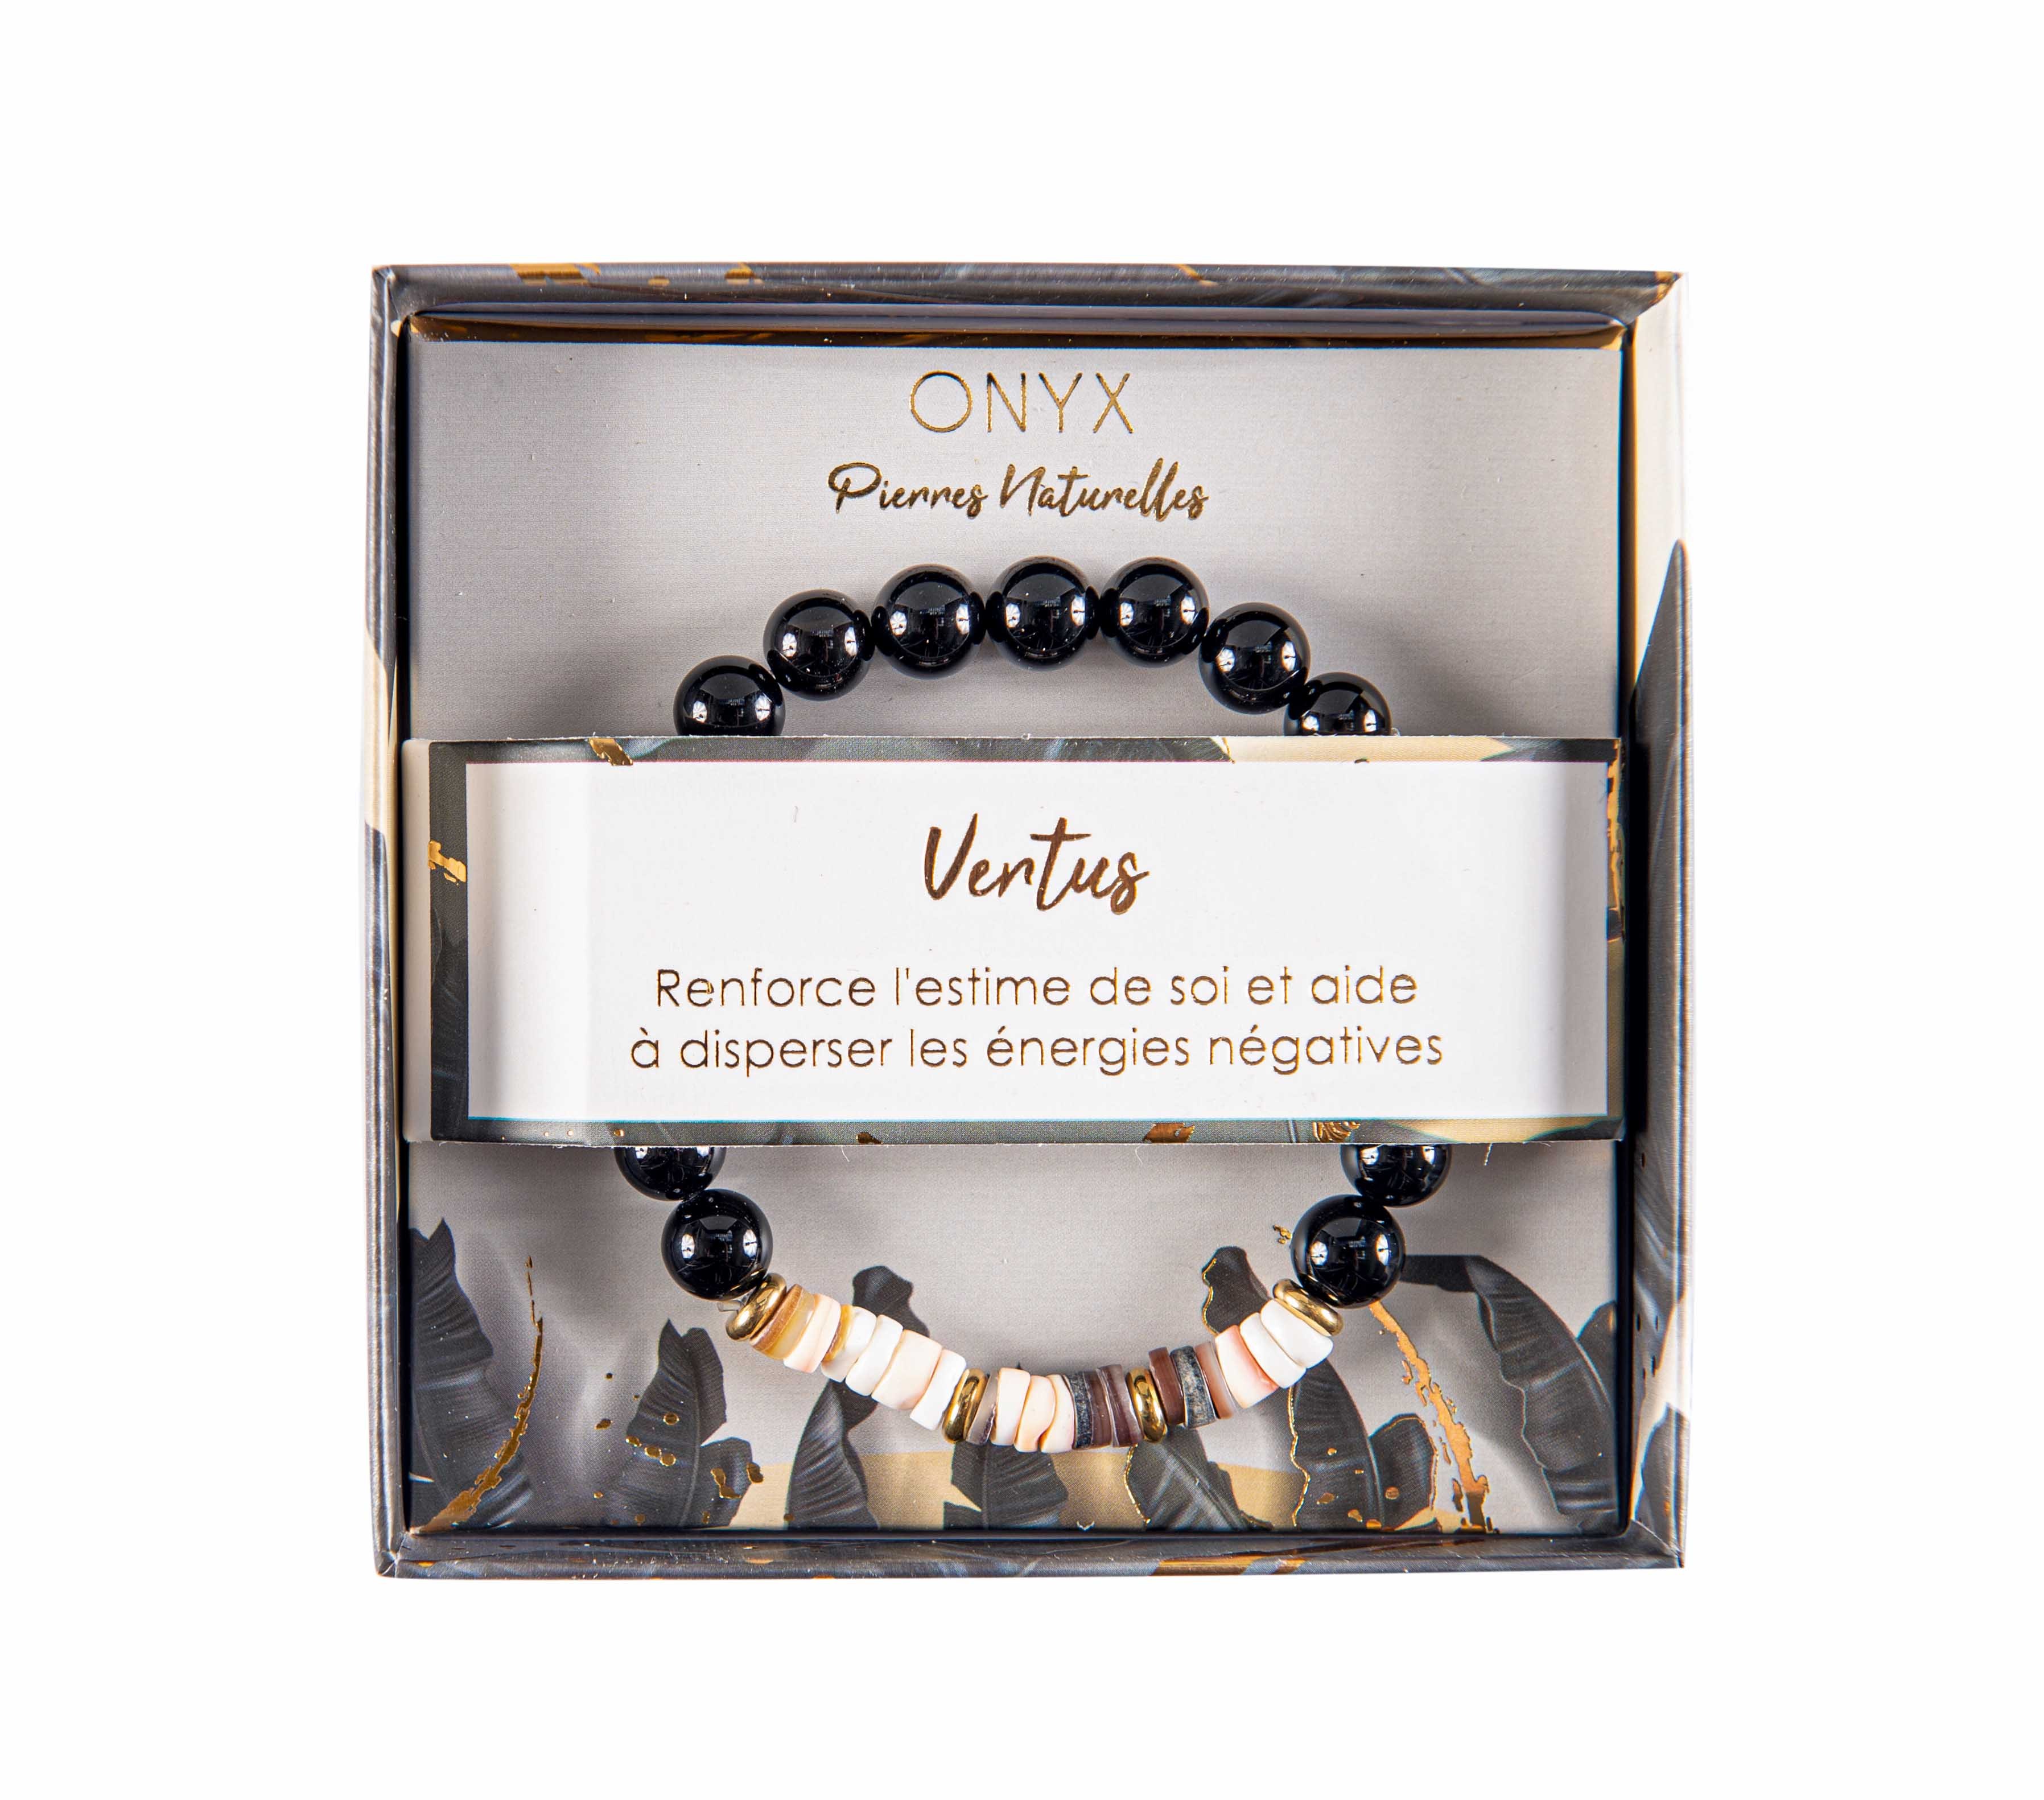 ONYX
Pierres Naturelles
Vertus
Renforce l'estime de soi et aide
à disperser les énergies négatives